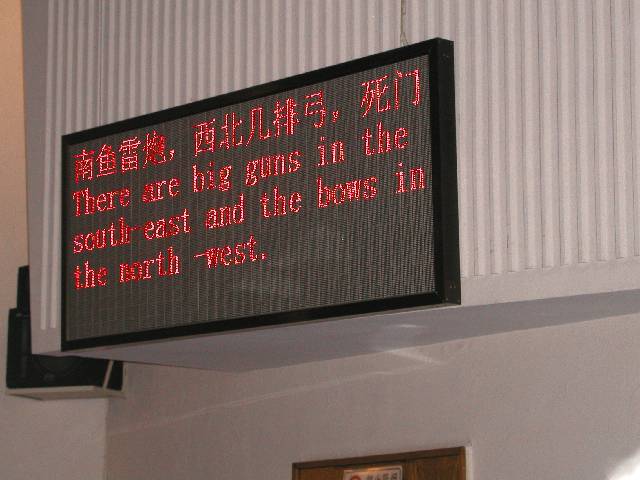 南鱼雷炮，西北几排弓，死门
There are big guns in the
south-east and the bows in
the north -west.